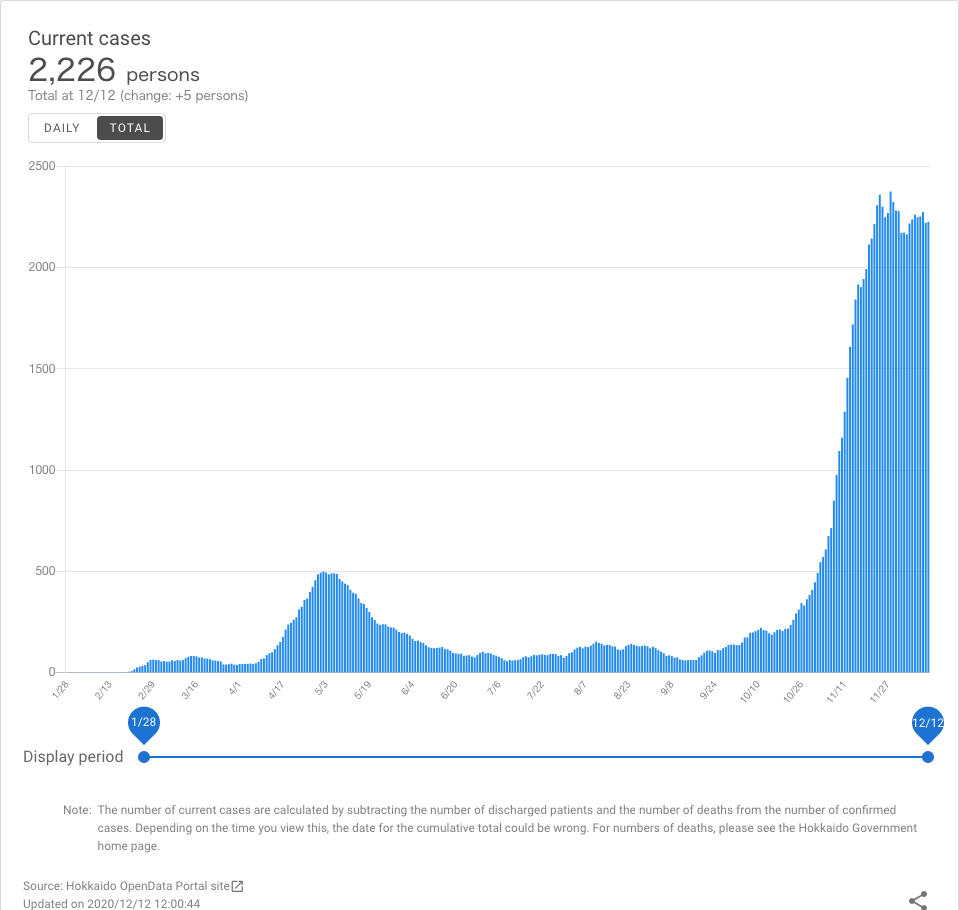 Current cases
2,226 persons
Total at 12/12 (change: +5 persons)
DAILY TOTAL
2500
2000
1500
1000
500
0
1/28 2/13 2/29 3/16 4/1 4/17 5/3 5/19 6/4 6/20 7/6 7/22 8/7 8/23 9/8 9/24 10/10 10/26 11/11 11/27
1/28 12/12
Display period
Note: The number of current cases are calculated by subtracting the number of discharged patients and the number of deaths from the number of confirmed
cases. Depending on the time you view this, the date for the cumulative total could be wrong. For numbers of deaths, please see the Hokkaido Government
home page.
Source: Hokkaido OpenData Portal site
Updated on 2020/12/12 12:00:44